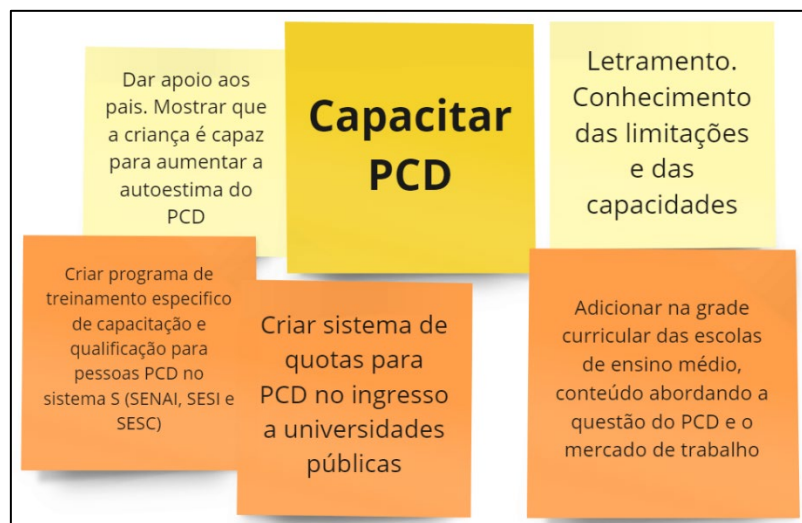 Dar apoio aos
pais. Mostrar que
a criança é capaz
para aumentar a
autoestima do
PCD
Capacitar
PCD
Letramento.
Conhecimento
das limitações
e das
capacidades
Criar programa de
treinamento especifico
de capacitação e
qualificação para
pessoas PCD no
sistema S (SENAI, SESI e
SESC)
Criar sistema de
quotas para
PCD no ingresso
a universidades
públicas
Adicionar na grade
curricular das escolas
de ensino médio,
conteúdo abordando a
questão do PCD e o
mercado de trabalho